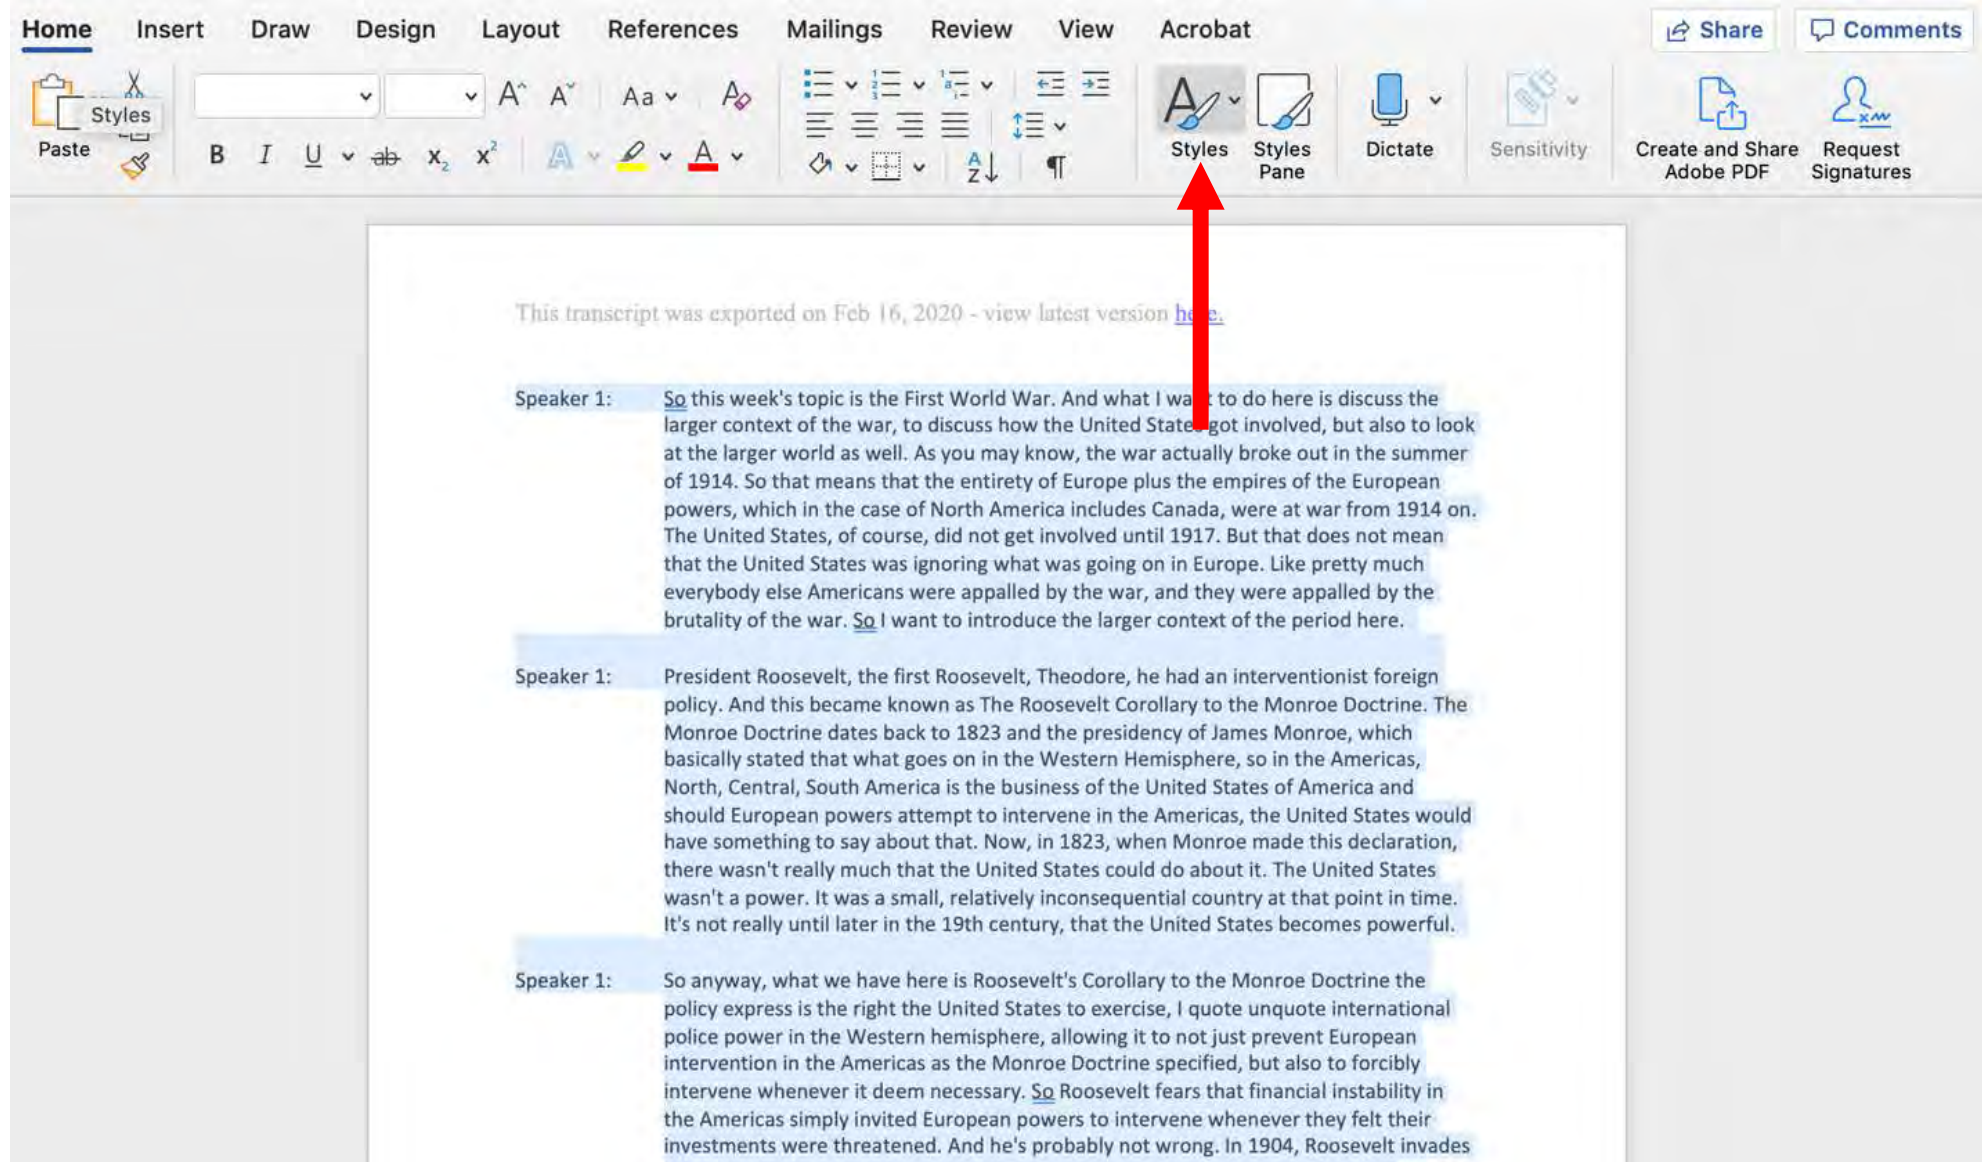 Home Insert Draw Design Layout References Mailings Review View Acrobat Share Comments
Styles
Paste
Aa
B I U ab x2 x2 A A
Styles Styles Pane Dictate Sensitivity Create and Share Adobe PDF Request Signatures
This transcript was exported on Feb 16, 2020 - view latest version here.
Speaker 1: So this week's topic is the First World War. And what I want to do here is discuss the
larger context of the war, to discuss how the United States got involved, but also to look
at the larger world as well. As you may know, the war actually broke out in the summer
of 1914. So that means that the entirety of Europe plus the empires of the European
powers, which in the case of North America includes Canada, were at war from 1914 on.
The United States, of course, did not get involved until 1917. But that does not mean
that the United States was ignoring what was going on in Europe. Like pretty much
everybody else Americans were appalled by the war, and they were appalled by the
brutality of the war. So I want to introduce the larger context of the period here.
Speaker 1: President Roosevelt, the first Roosevelt, Theodore, he had an interventionist foreign
policy. And this became known as The Roosevelt Corollary to the Monroe Doctrine. The
Monroe Doctrine dates back to 1823 and the presidency of James Monroe, which
basically stated that what goes on in the Western Hemisphere, so in the Americas,
North, Central, South America is the business of the United States of America and
should European powers attempt to intervene in the Americas, the United States would
have something to say about that. Now, in 1823, when Monroe made this declaration,
there wasn't really much that the United States could do about it. The United States
wasn't a power. It was a small, relatively inconsequential country at that point in time.
It's not really until later in the 19th century, that the United States becomes powerful.
Speaker 1: So anyway, what we have here is Roosevelt's Corollary to the Monroe Doctrine the
policy express is the right the United States to exercise, I quote unquote international
police power in the Western hemisphere, allowing it to not just prevent European
intervention in the Americas as the Monroe Doctrine specified, but also to forcibly
intervene whenever it deem necessary. So Roosevelt fears that financial instability in
the Americas simply invited European powers to intervene whenever they felt their
investments were threatened. And he's probably not wrong. In 1904, Roosevelt invades